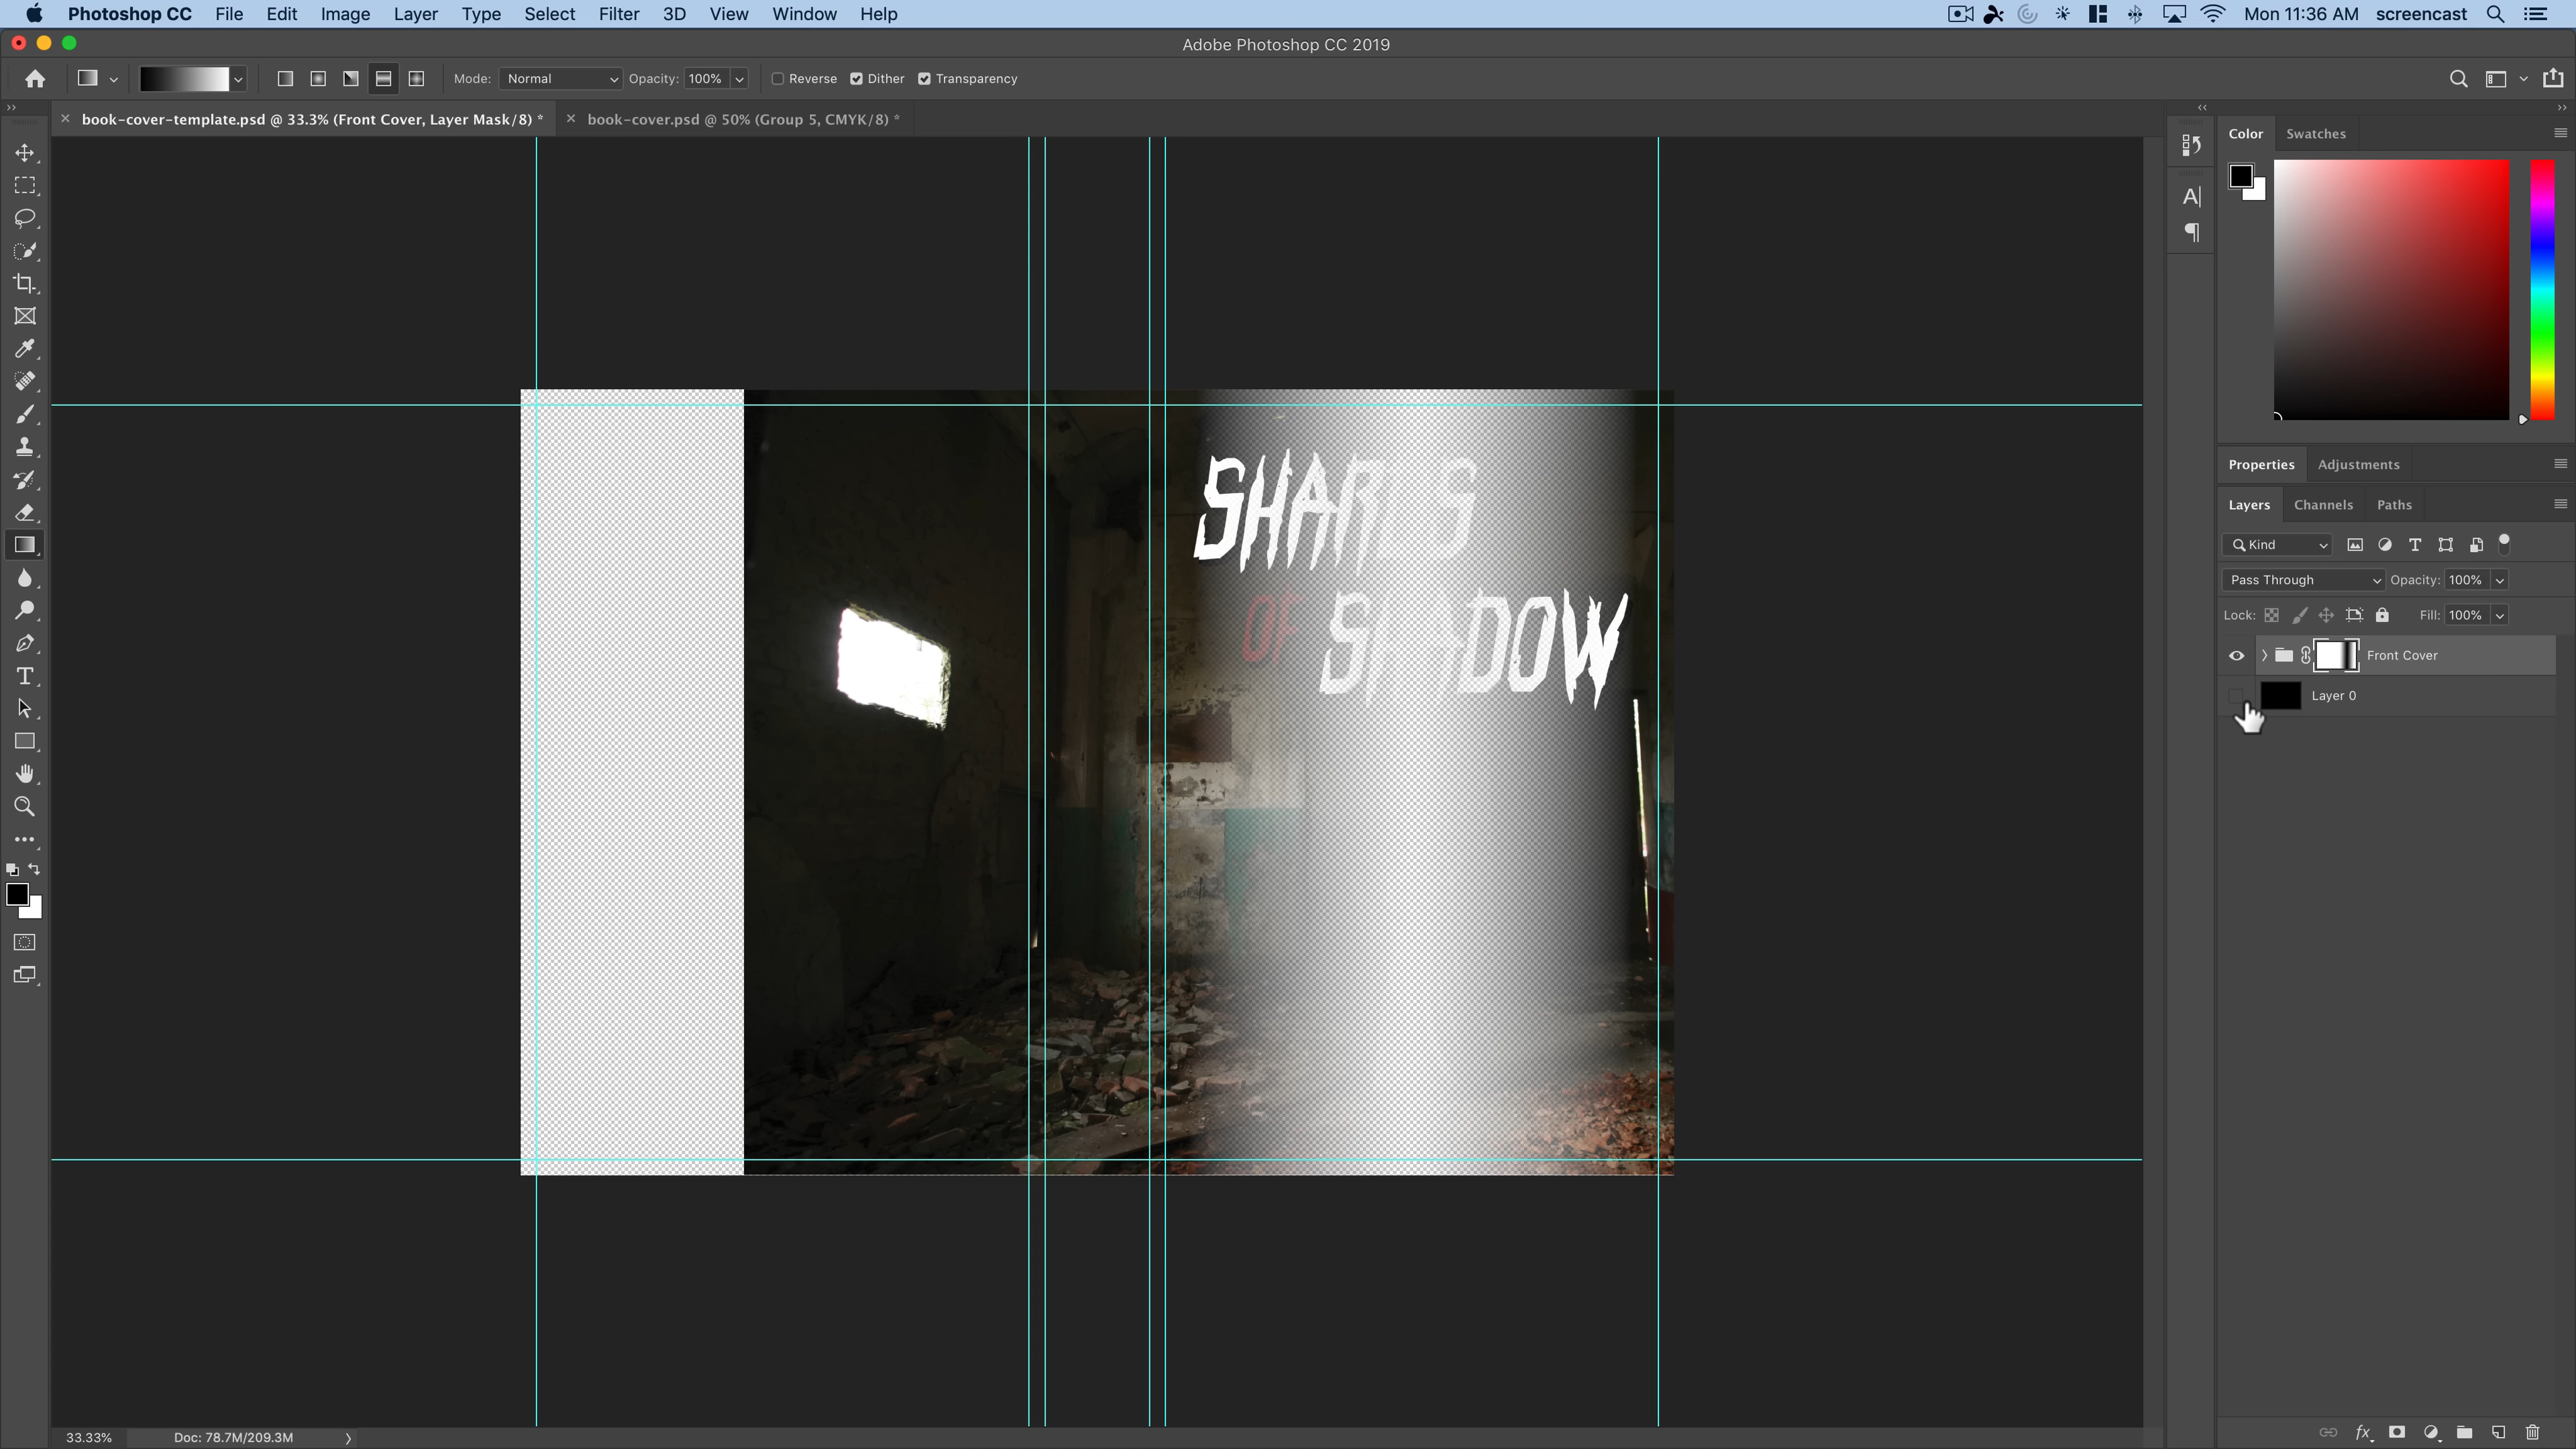 Photoshop CC File Edit Image Layer Type Select Filter 3D View Window Help Mon 11:36 AM screencast
Adobe Photoshop CC 2019
Mode: Normal Opacity: 100% Reverse Dither Transparency
book-cover-template.psd @ 33.3% (Front Cover, Layer Mask/8) * book-cover.psd @ 50% (Group 5, CMYK/8) *
Color Swatches
Properties Adjustments
Layers Channels Paths
Kind
Pass Through Opacity: 100%
Lock: Fill: 100%
Front Cover
Layer 0
SHARDS
OF SHADOW
33.33% Doc: 78.7M/209.3M